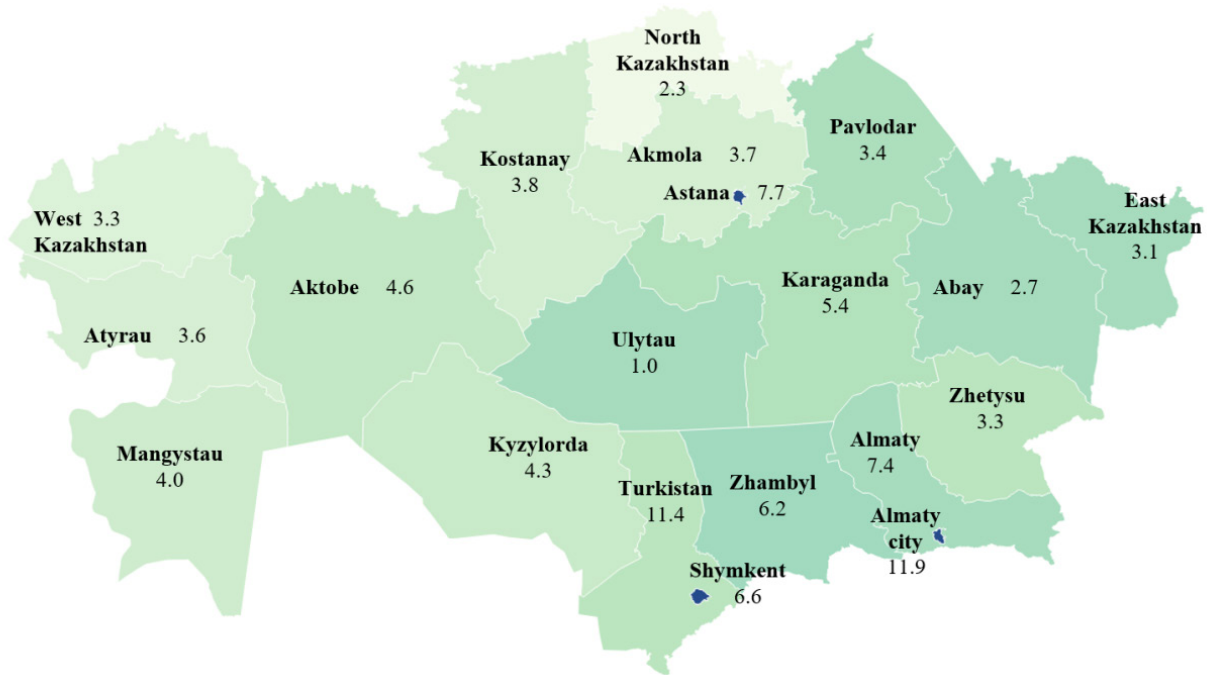 North
Kazakhstan
2.3
Kostanay
3.8
Akmola 3.7
Astana 7.7
Pavlodar
3.4
East
Kazakhstan
3.1
West 3.3
Kazakhstan
Aktobe 4.6
Karaganda
5.4
Abay 2.7
Atyrau 3.6
Ulytau
1.0
Zhetysu
3.3
Mangystau
4.0
Kyzylorda
4.3
Turkistan
11.4
Zhambyl
6.2
Almaty
7.4
Almaty
city
11.9
Shymkent
6.6